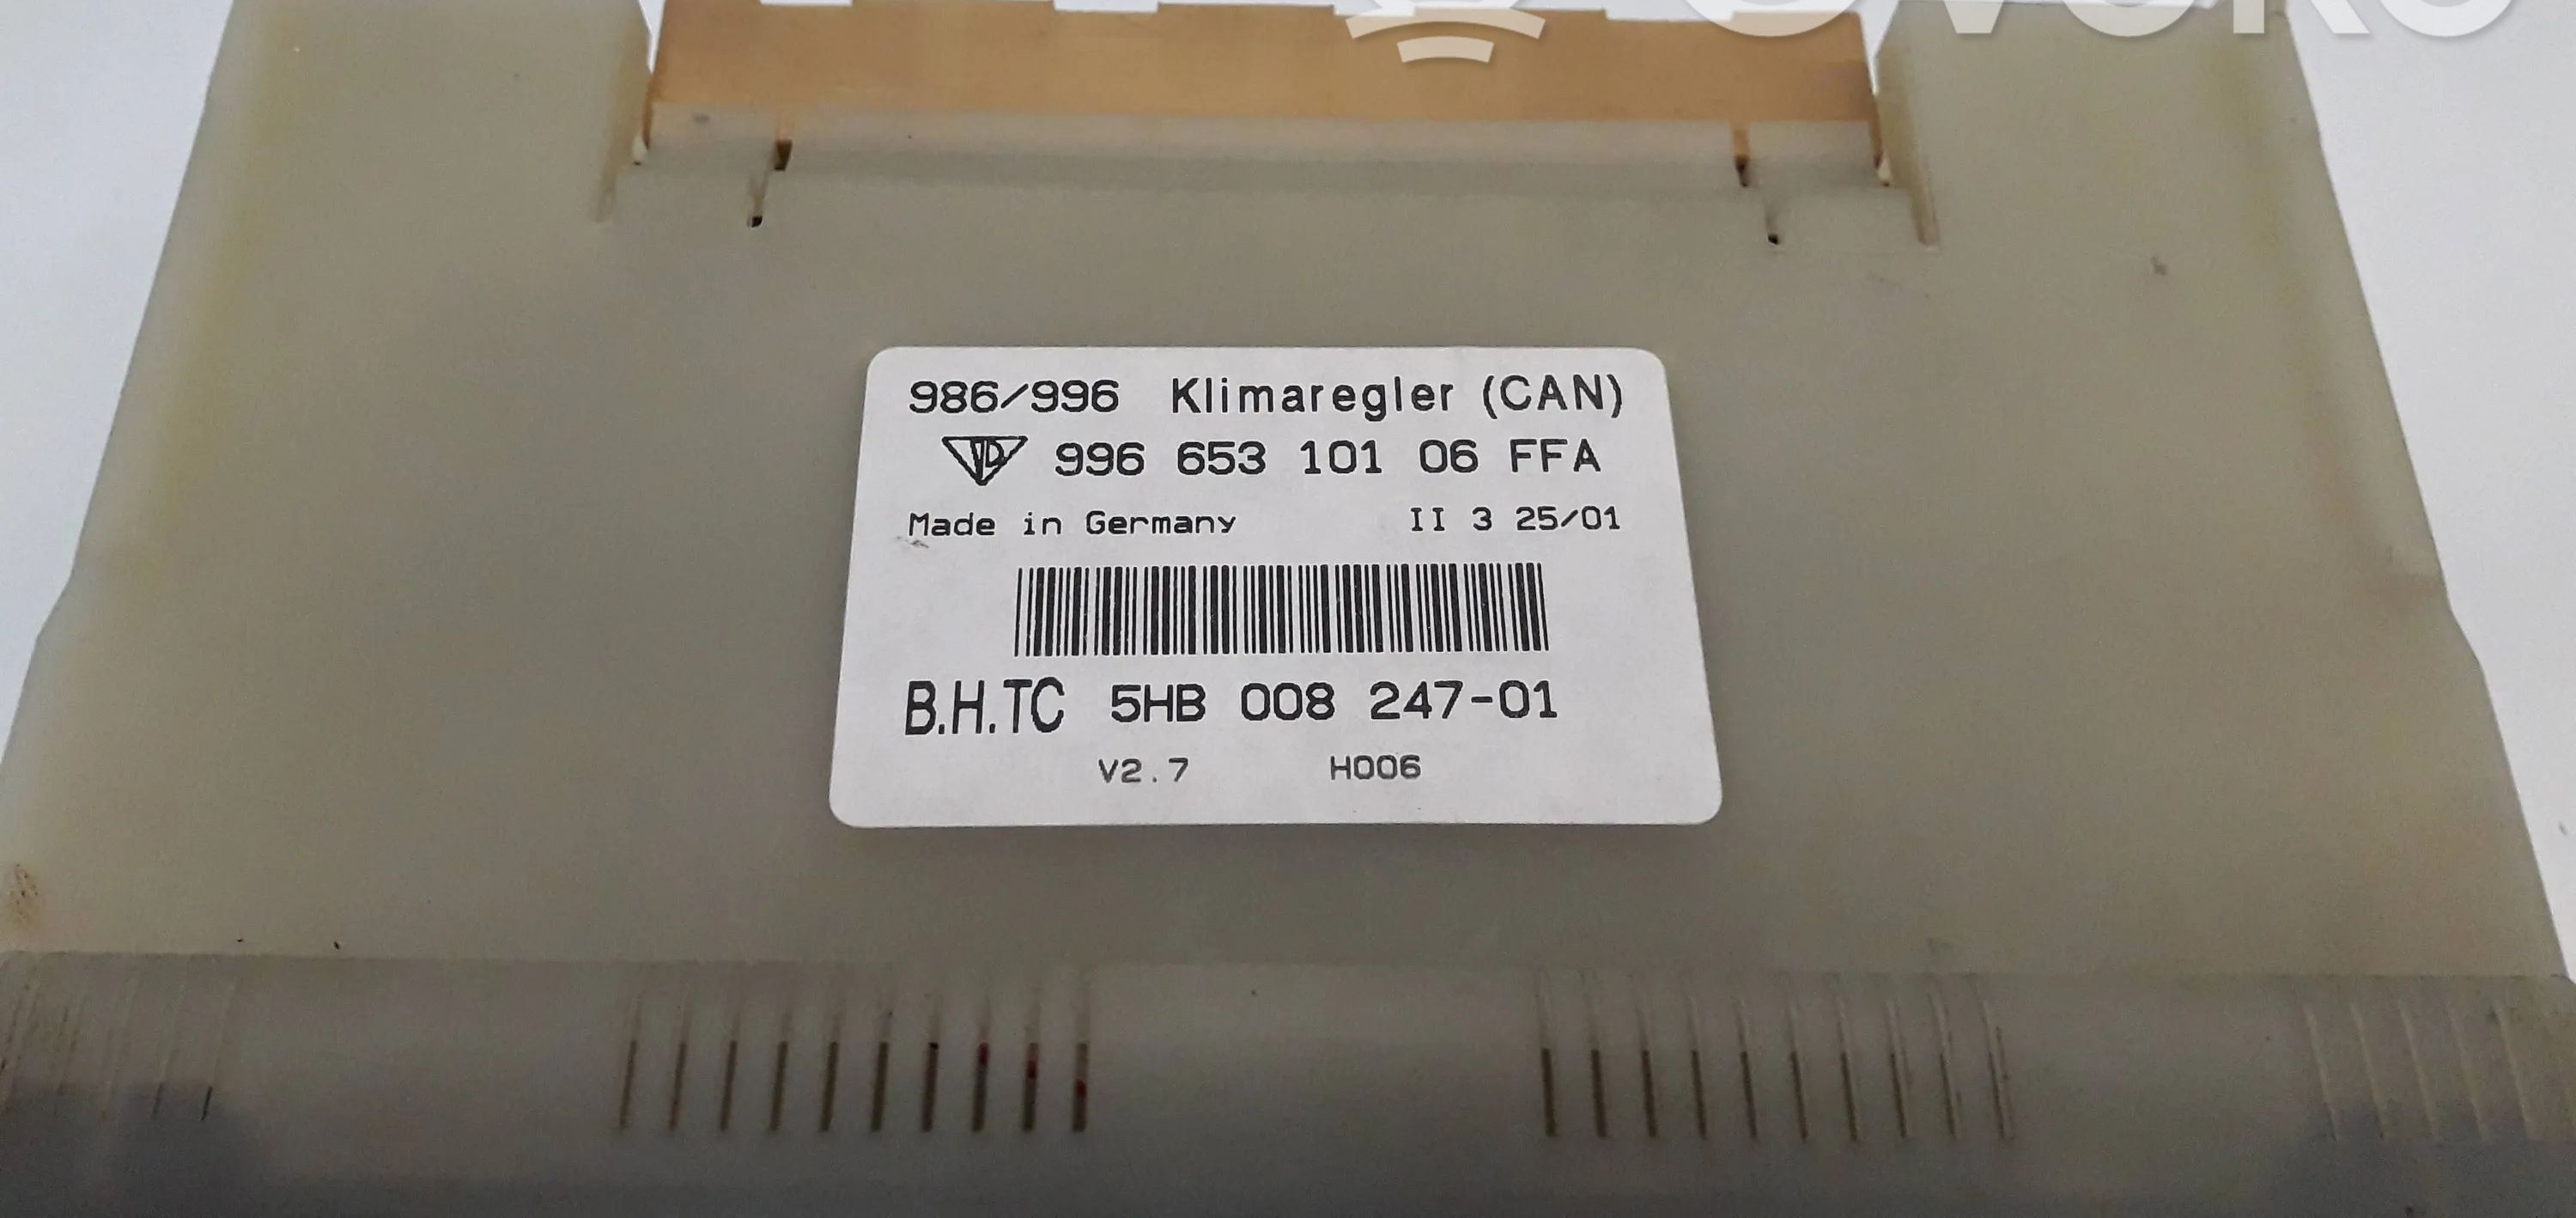 986/996 Klimaregler (CAN)
996 653 101 06 FFA
Made in Germany II 3 25/01
B.H.TC 5HB 008 247-01
V2.7 H006